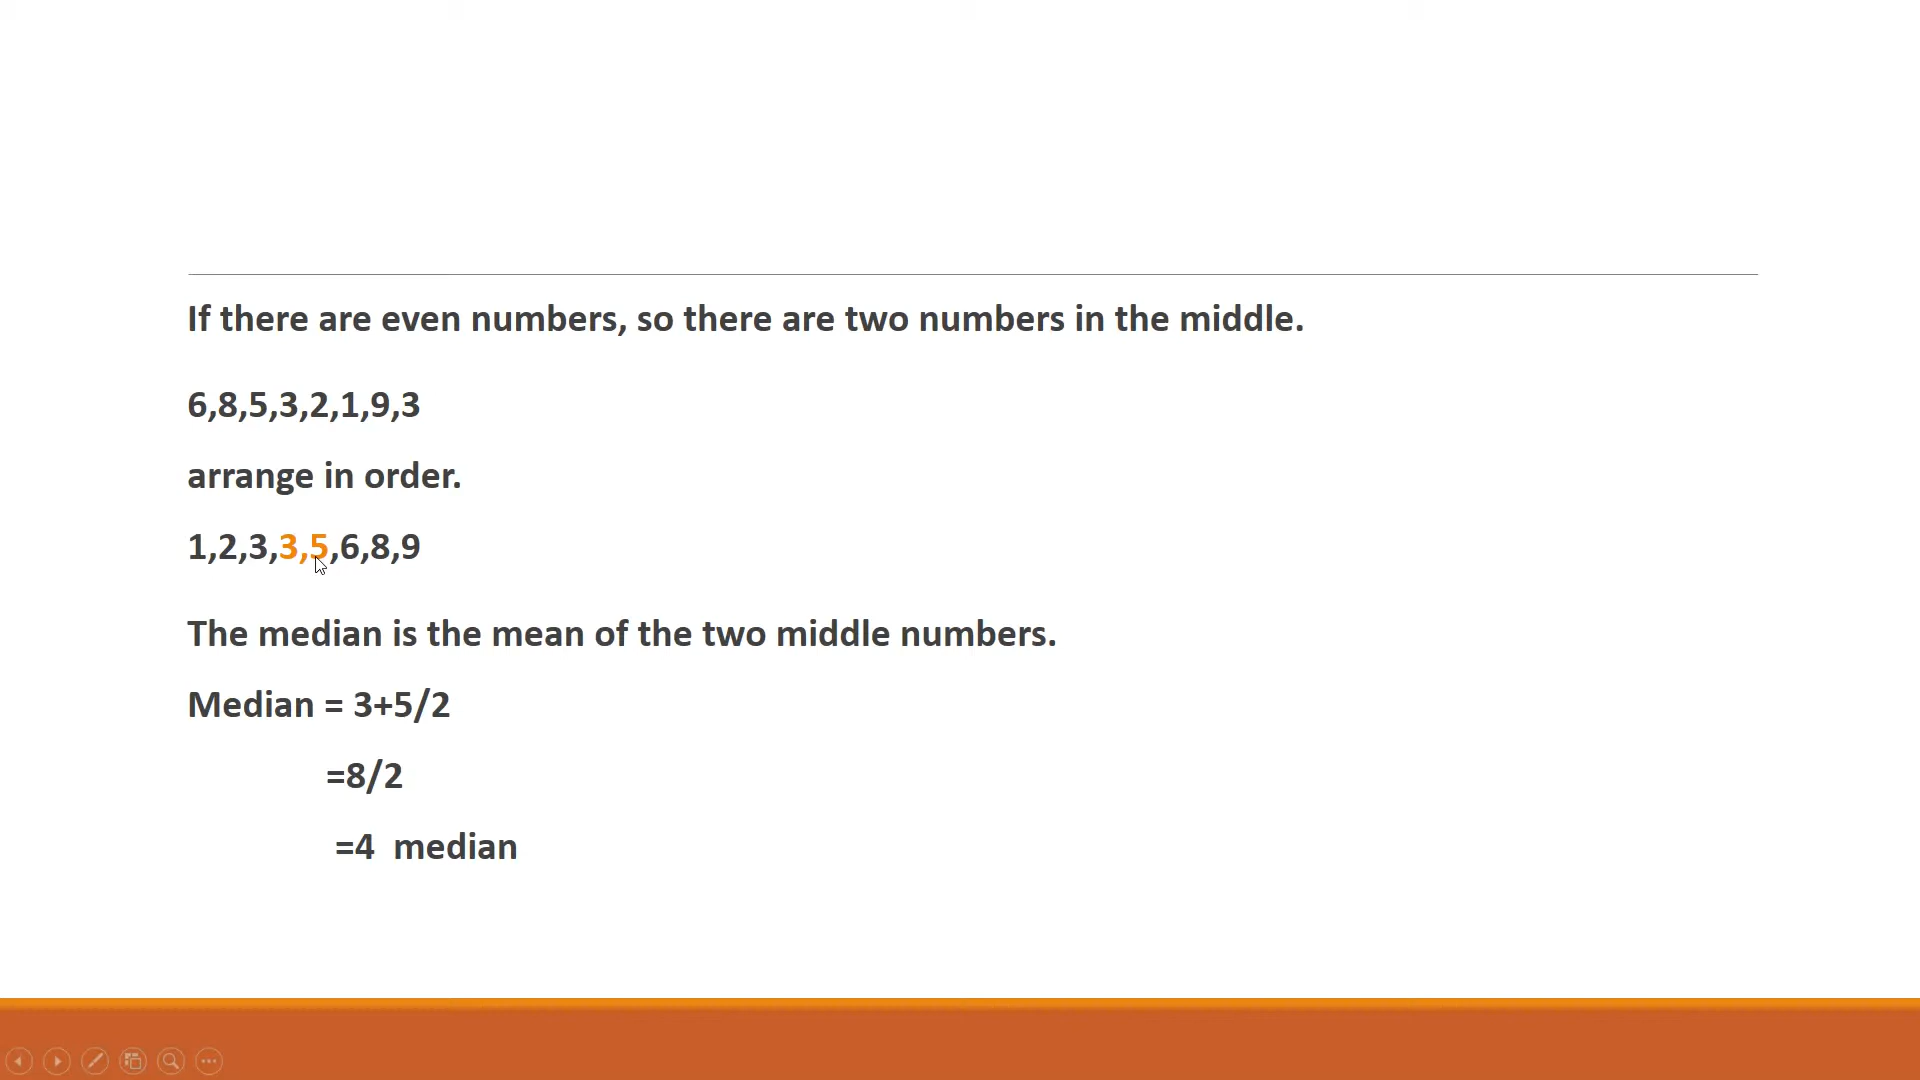 If there are even numbers, so there are two numbers in the middle.
6,8,5,3,2,1,9,3
arrange in order.
1,2,3,3,5,6,8,9
The median is the mean of the two middle numbers.
Median = 3+5/2
=8/2
=4  median